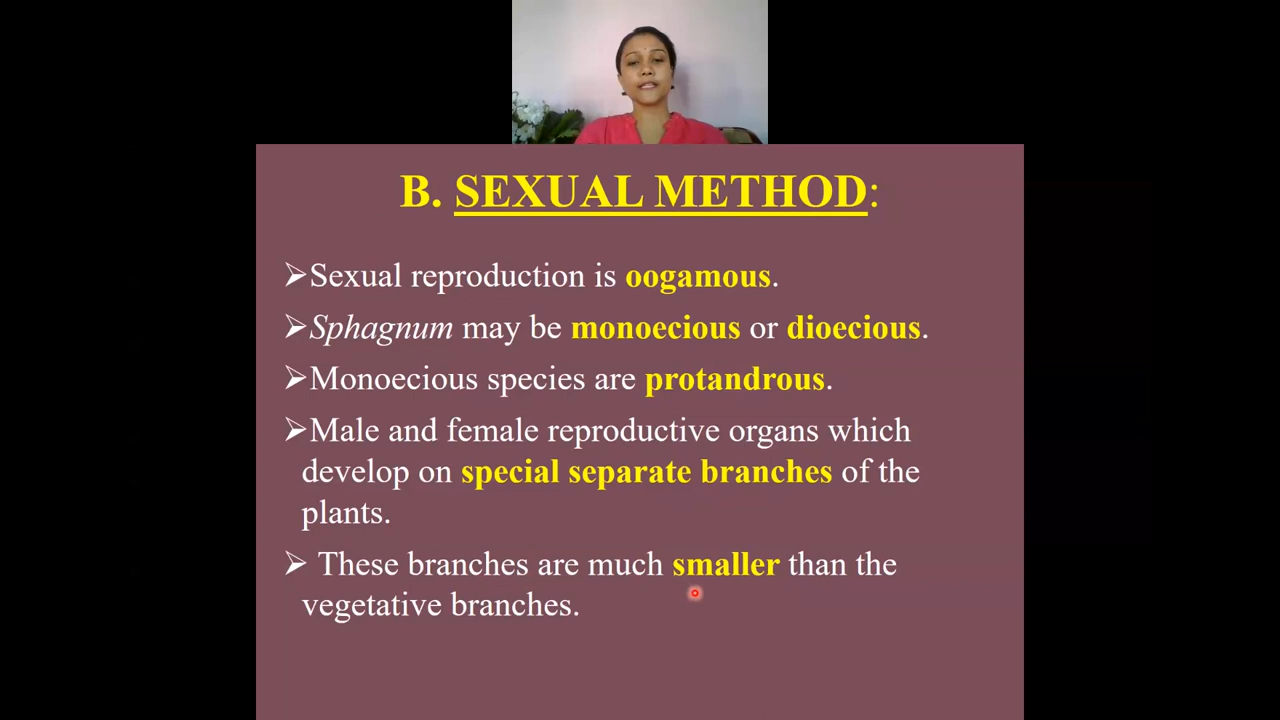 B. SEXUAL METHOD:
➢Sexual reproduction is oogamous.
➢Sphagnum may be monoecious or dioecious.
➢Monoecious species are protandrous.
➢Male and female reproductive organs which
develop on special separate branches of the
plants.
➢ These branches are much smaller than the
vegetative branches.